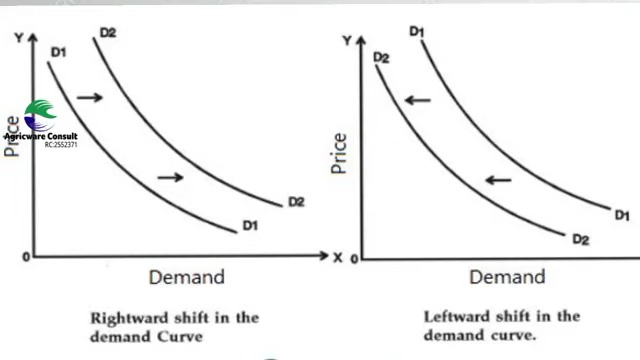 Y
D1
D2
Price
Agricware Consult
RC:2552371
D2
D1
0
X
Demand
Rightward shift in the
demand Curve
Y
D1
D2
Price
D1
D2
0
Demand
Leftward shift in the
demand curve.